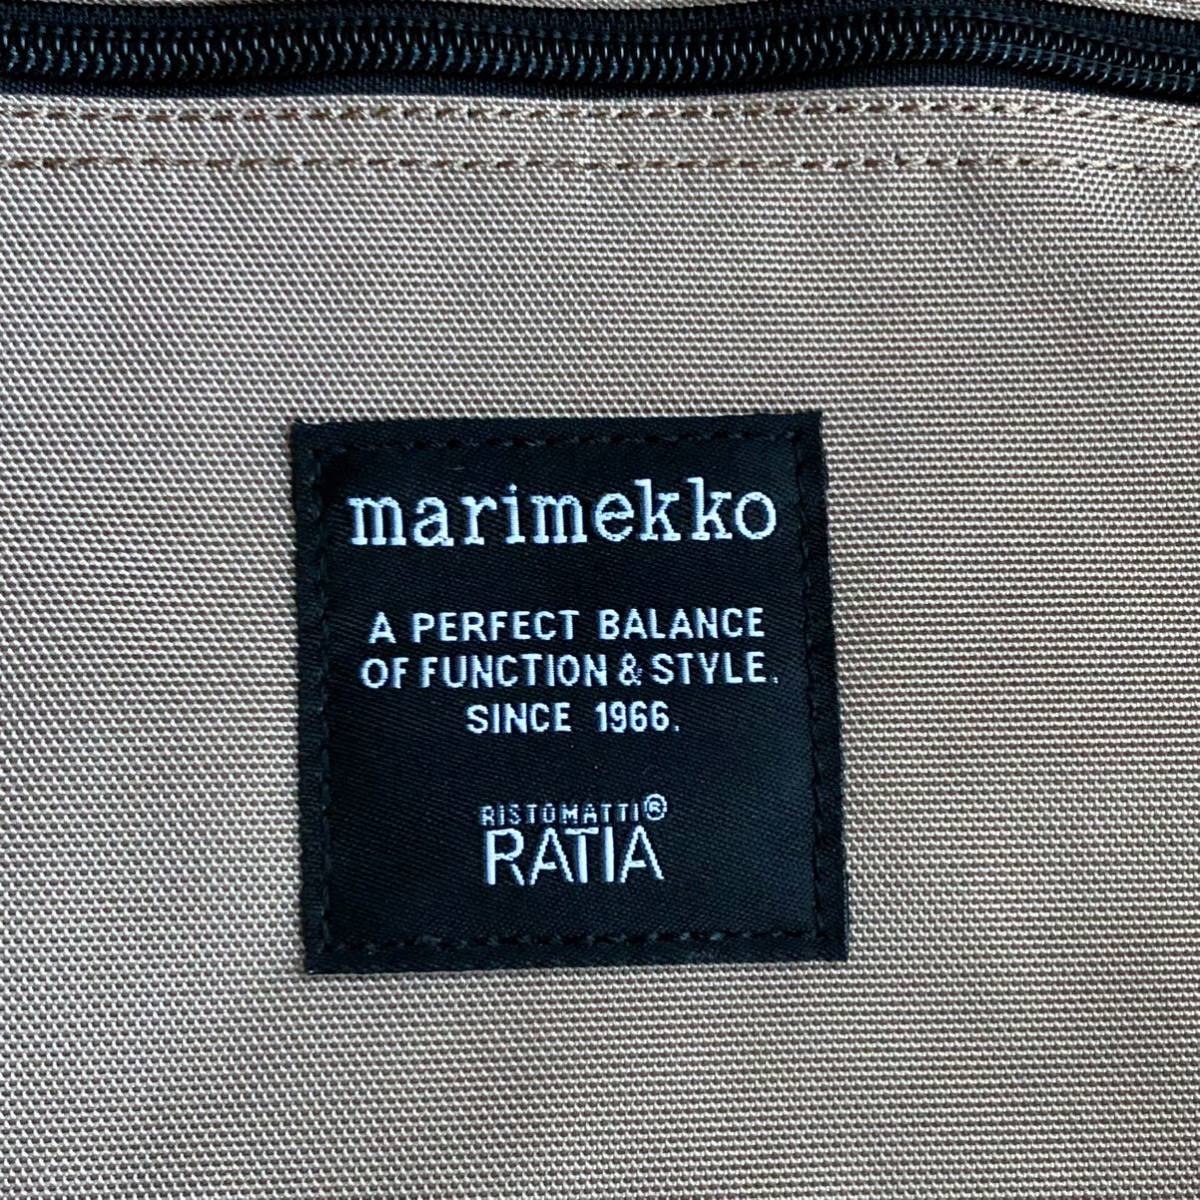 marimekko
A PERFECT BALANCE
OF FUNCTION & STYLE.
SINCE 1966.
RISTOMATTI®
RATIA